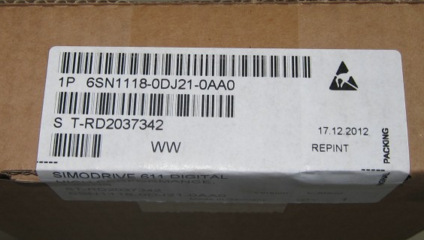 1P 6SN1118-0DJ21-0AA0
S T-RD2037342
17.12.2012
WW
REPINT
PACKING
SIMODRIVE 611 DIGITAL